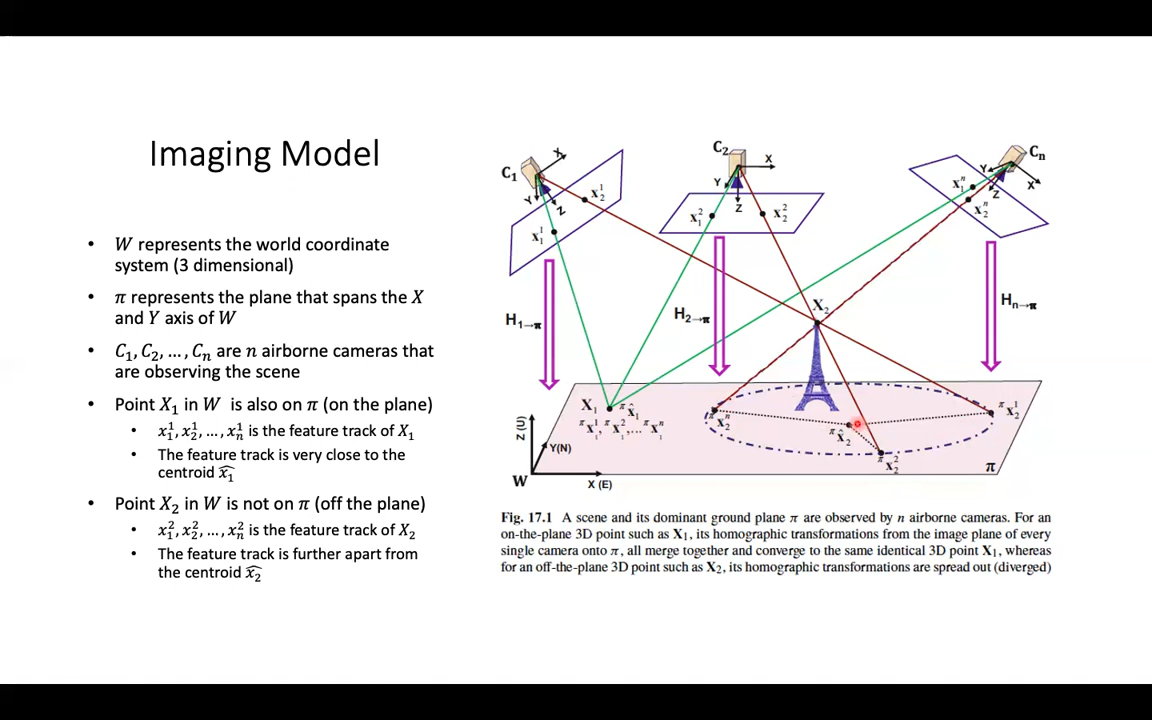 Imaging Model
• W represents the world coordinate
system (3 dimensional)
• π represents the plane that spans the X
and Y axis of W
• C₁, C₂, …, Cₙ are n airborne cameras that
are observing the scene
• Point X₁ in W is also on π (on the plane)
• x₁¹, x₂¹, …, xₙ¹ is the feature track of X₁
• The feature track is very close to the
centroid x̂₁
• Point X₂ in W is not on π (off the plane)
• x₁², x₂², …, xₙ² is the feature track of X₂
• The feature track is further apart from
the centroid x̂₂
C₁
X
Y
Z
x₂¹
x₁¹
C₂
X
Y
Z
x₁²
x₂²
Cₙ
Y
X
Z
x₁ⁿ
x₂ⁿ
H₁→π
H₂→π
Hₙ→π
X₂
X₁
πx̂₁
πx₁¹, πx₁²,... πx₁ⁿ
πx₂ⁿ
πx̂₂
πx₂¹
πx₂²
π
Z (U)
Y(N)
W
X (E)
Fig. 17.1 A scene and its dominant ground plane π are observed by n airborne cameras. For an
on-the-plane 3D point such as X₁, its homographic transformations from the image plane of every
single camera onto π, all merge together and converge to the same identical 3D point X₁, whereas
for an off-the-plane 3D point such as X₂, its homographic transformations are spread out (diverged)